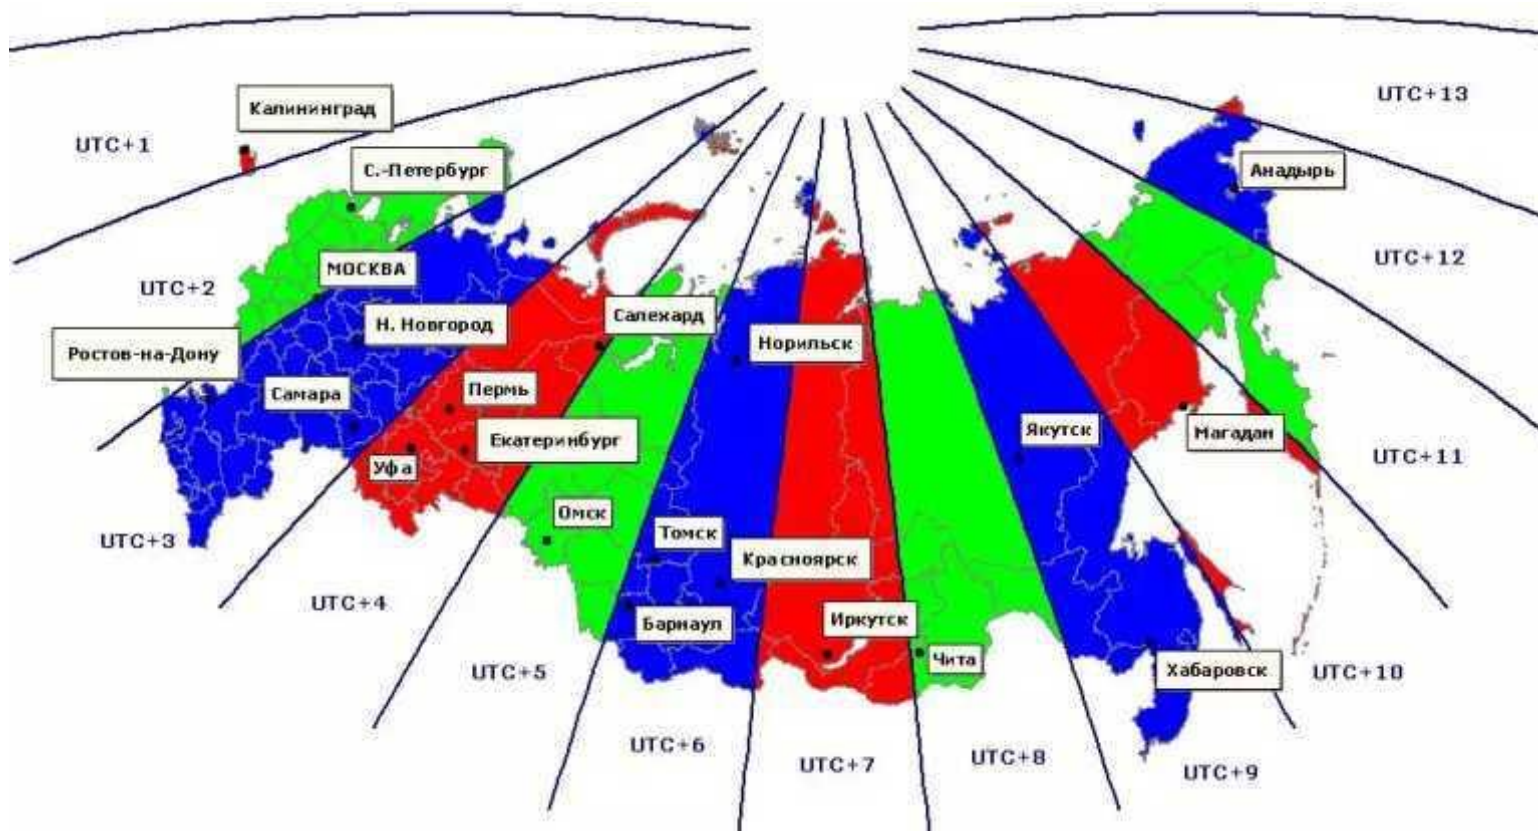 UTC+13
Калининград
UTC+1
С.-Петербург
Анадырь
UTC+12
МОСКВА
UTC+2
Н. Новгород
Салехард
Норильск
Ростов-на-Дону
Пермь
Самара
Якутск
Магадан
Екатеринбург
UTC+11
Уфа
Омск
Томск
UTC+3
Красноярск
UTC+4
Иркутск
Барнаул
Чита
UTC+5
Хабаровск
UTC+10
UTC+6
UTC+8
UTC+7
UTC+9